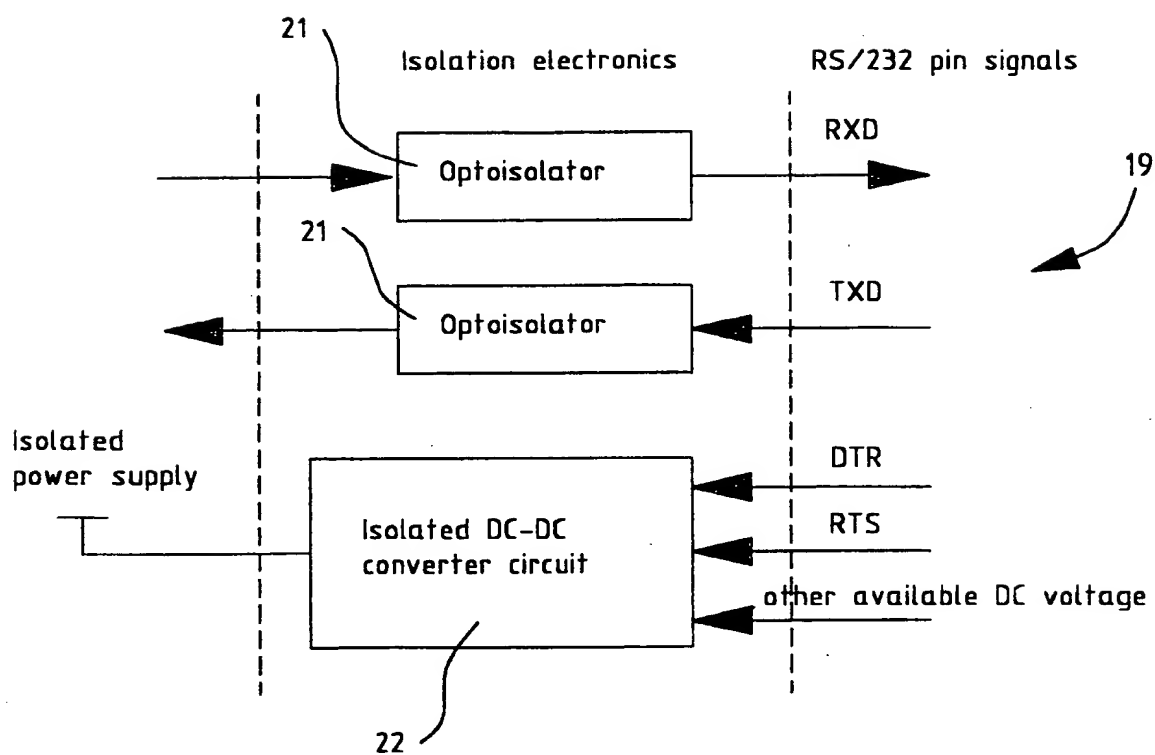 21
Isolation electronics
RS/232 pin signals
RXD
Optoisolator
19
21
TXD
Optoisolator
Isolated
power supply
DTR
RTS
Isolated DC-DC
converter circuit
other available DC voltage
22